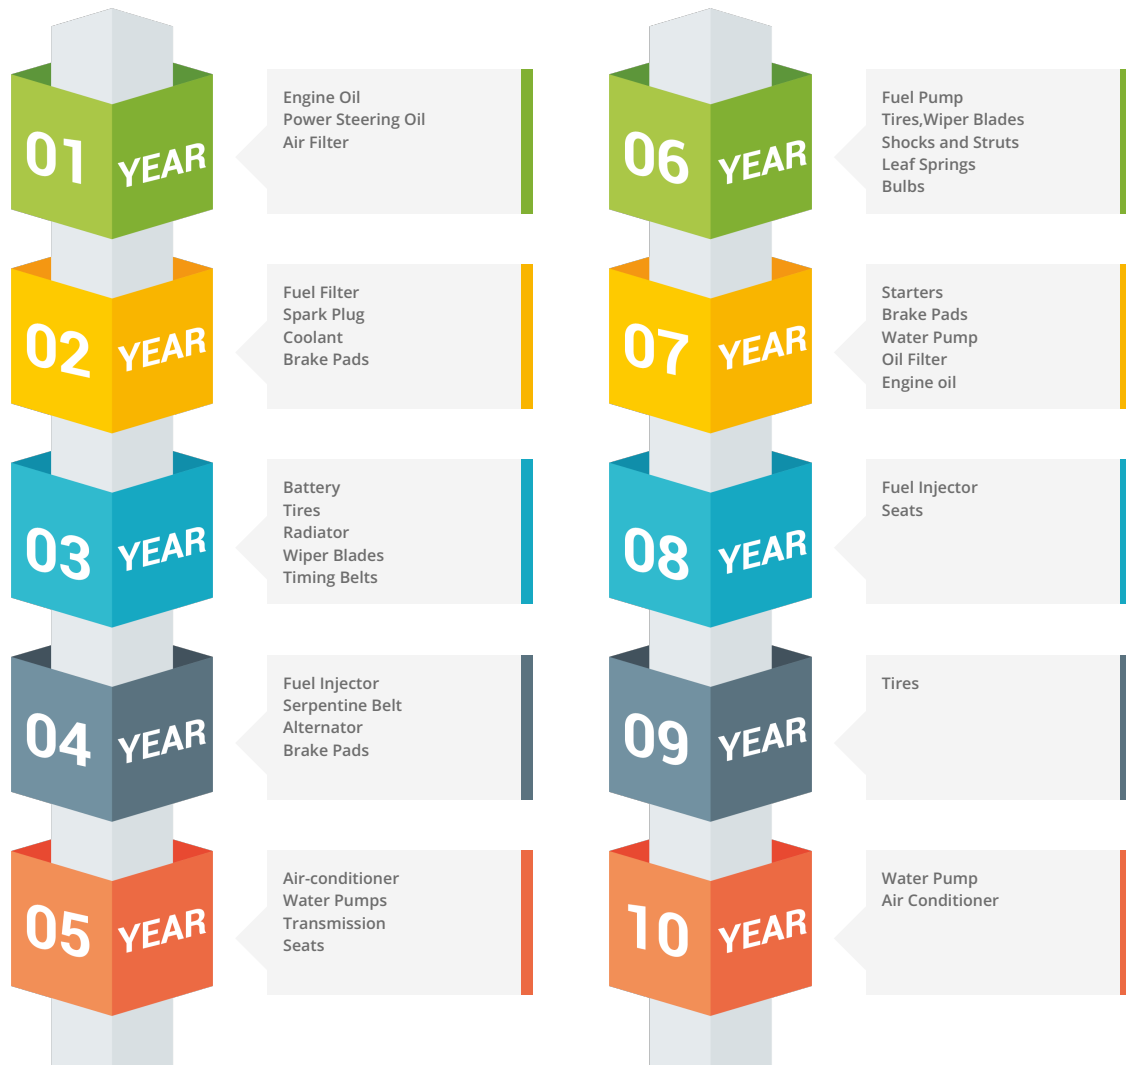 01 YEAR
Engine Oil
Power Steering Oil
Air Filter
02 YEAR
Fuel Filter
Spark Plug
Coolant
Brake Pads
03 YEAR
Battery
Tires
Radiator
Wiper Blades
Timing Belts
04 YEAR
Fuel Injector
Serpentine Belt
Alternator
Brake Pads
05 YEAR
Air-conditioner
Water Pumps
Transmission
Seats
06 YEAR
Fuel Pump
Tires,Wiper Blades
Shocks and Struts
Leaf Springs
Bulbs
07 YEAR
Starters
Brake Pads
Water Pump
Oil Filter
Engine oil
08 YEAR
Fuel Injector
Seats
09 YEAR
Tires
10 YEAR
Water Pump
Air Conditioner